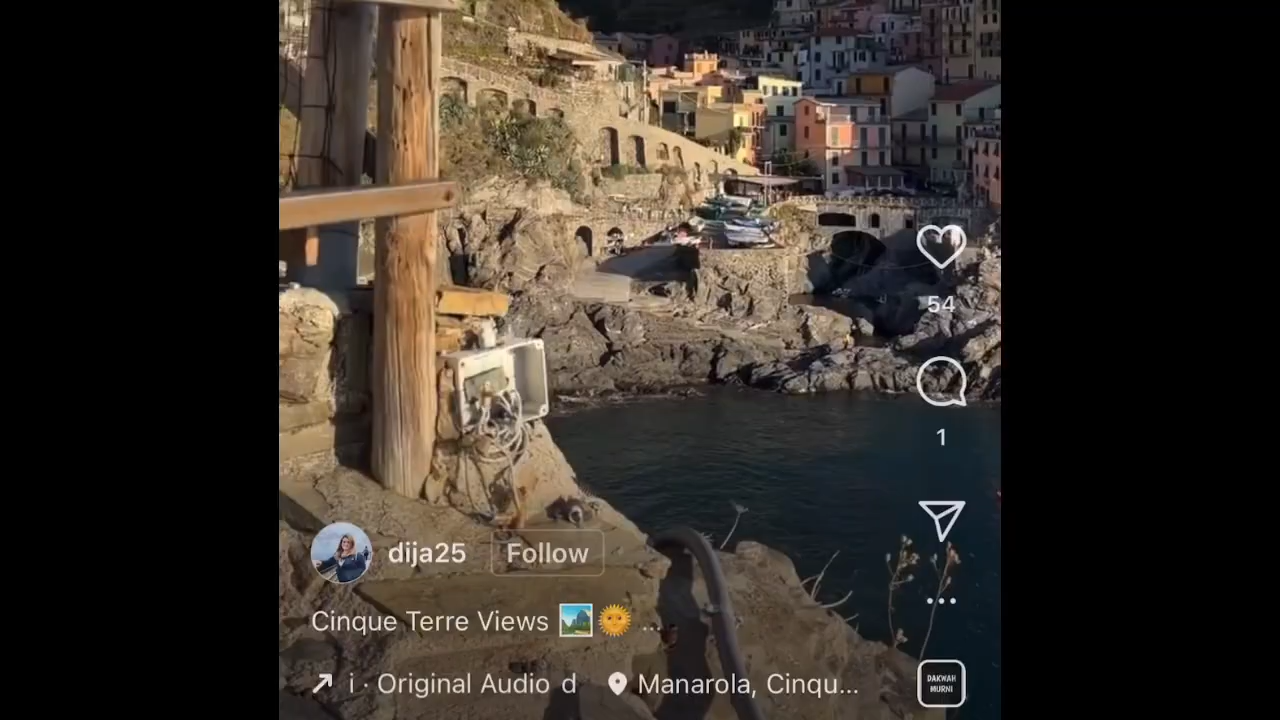 54
1
dija25 Follow
Cinque Terre Views 🏞️🌞 ...
i · Original Audio d Manarola, Cinqu...
DAKWAH
MURNI